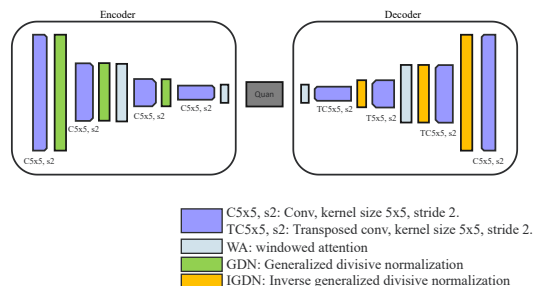 Encoder
Decoder
C5x5, s2
C5x5, s2
C5x5, s2
C5x5, s2
Quan
TC5x5, s2
T5x5, s2
TC5x5, s2
C5x5, s2
C5x5, s2: Conv, kernel size 5x5, stride 2.
TC5x5, s2: Transposed conv, kernel size 5x5, stride 2.
WA: windowed attention
GDN: Generalized divisive normalization
IGDN: Inverse generalized divisive normalization